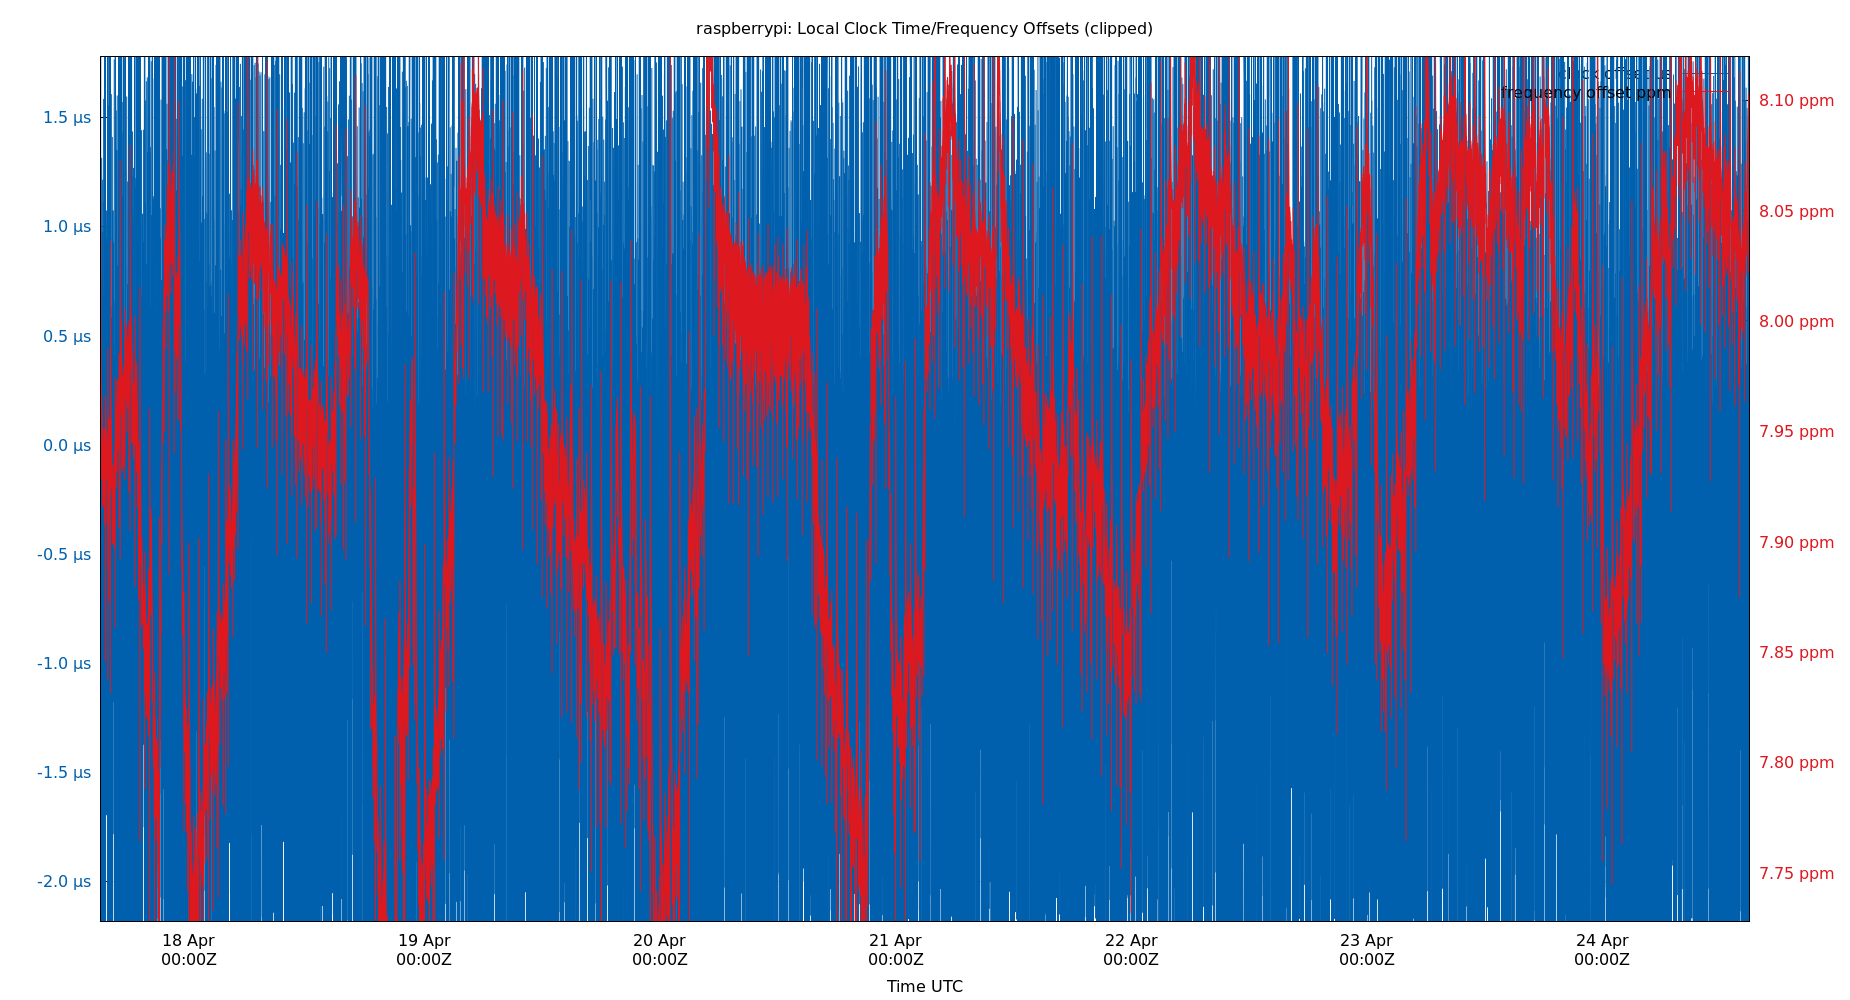 raspberrypi: Local Clock Time/Frequency Offsets (clipped)
clock offset µs
frequency offset ppm
1.5 µs
1.0 µs
0.5 µs
0.0 µs
-0.5 µs
-1.0 µs
-1.5 µs
-2.0 µs
8.10 ppm
8.05 ppm
8.00 ppm
7.95 ppm
7.90 ppm
7.85 ppm
7.80 ppm
7.75 ppm
18 Apr 19 Apr 20 Apr 21 Apr 22 Apr 23 Apr 24 Apr
00:00Z 00:00Z 00:00Z 00:00Z 00:00Z 00:00Z 00:00Z
Time UTC